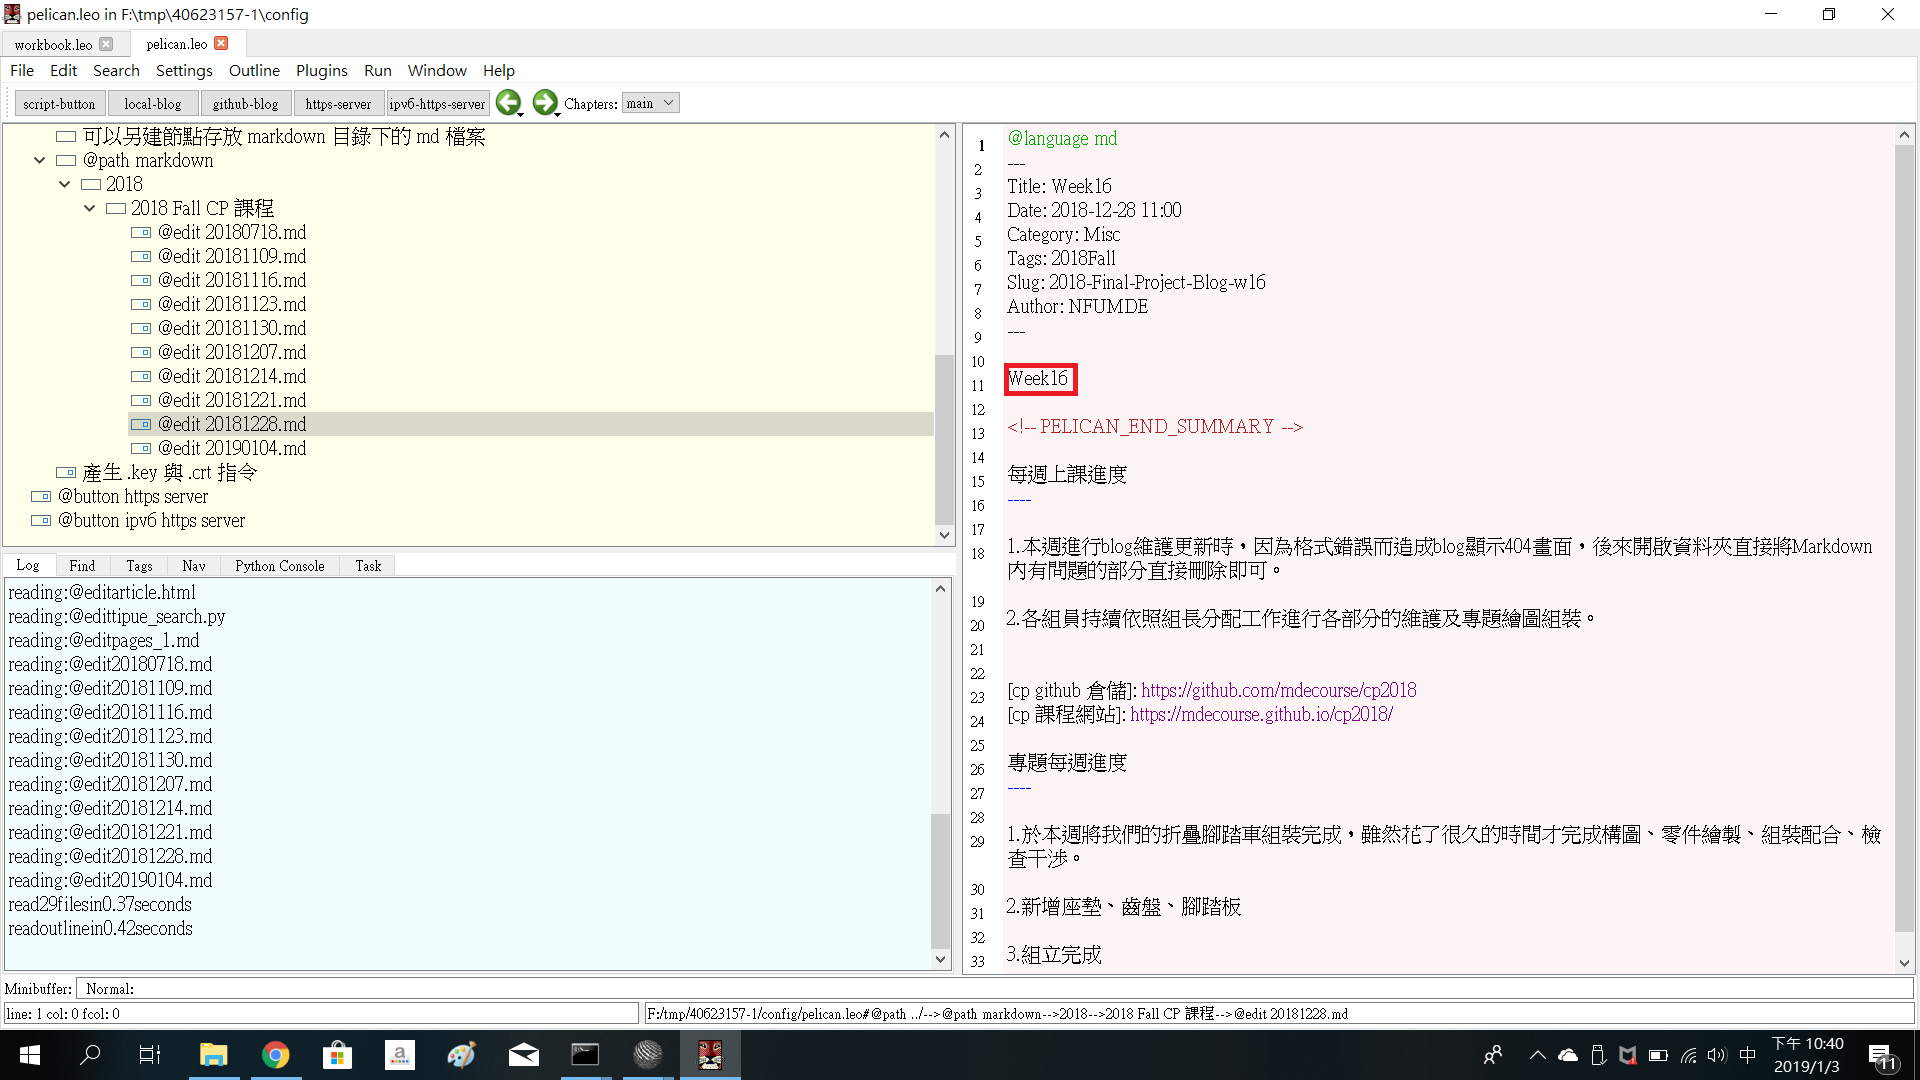 pelican.leo in F:\tmp\40623157-1\config
workbook.leo
pelican.leo
File Edit Search Settings Outline Plugins Run Window Help
script-button local-blog github-blog https-server ipv6-https-server Chapters: main
可以另建節點存放 markdown 目錄下的 md 檔案
@path markdown
2018
2018 Fall CP 課程
@edit 20180718.md
@edit 20181109.md
@edit 20181116.md
@edit 20181123.md
@edit 20181130.md
@edit 20181207.md
@edit 20181214.md
@edit 20181221.md
@edit 20181228.md
@edit 20190104.md
產生 .key 與 .crt 指令
@button https server
@button ipv6 https server
Log Find Tags Nav Python Console Task
reading:@editarticle.html
reading:@edittipue_search.py
reading:@editpages_1.md
reading:@edit20180718.md
reading:@edit20181109.md
reading:@edit20181116.md
reading:@edit20181123.md
reading:@edit20181130.md
reading:@edit20181207.md
reading:@edit20181214.md
reading:@edit20181221.md
reading:@edit20181228.md
reading:@edit20190104.md
read29filesin0.37seconds
readoutlinein0.42seconds
1 @language md
2 ---
3 Title: Week16
4 Date: 2018-12-28 11:00
5 Category: Misc
6 Tags: 2018Fall
7 Slug: 2018-Final-Project-Blog-w16
8 Author: NFUMDE
9 ---
10
11 Week16
12
13 <!-- PELICAN_END_SUMMARY -->
14
15 每週上課進度
16 ----
17
18 1.本週進行blog維護更新時，因為格式錯誤而造成blog顯示404畫面，後來開啟資料夾直接將Markdown
內有問題的部分直接刪除即可。
19
20 2.各組員持續依照組長分配工作進行各部分的維護及專題繪圖組裝。
21
22
23 [cp github 倉儲]: https://github.com/mdecourse/cp2018
24 [cp 課程網站]: https://mdecourse.github.io/cp2018/
25
26 專題每週進度
27 ----
28
29 1.於本週將我們的折疊腳踏車組裝完成，雖然花了很久的時間才完成構圖、零件繪製、組裝配合、檢
查干涉。
30
31 2.新增座墊、齒盤、腳踏板
32
33 3.組立完成
Minibuffer: Normal:
line: 1 col: 0 fcol: 0
F:/tmp/40623157-1/config/pelican.leo#@path ../-->@path markdown-->2018-->2018 Fall CP 課程-->@edit 20181228.md
中
下午 10:40
2019/1/3
11